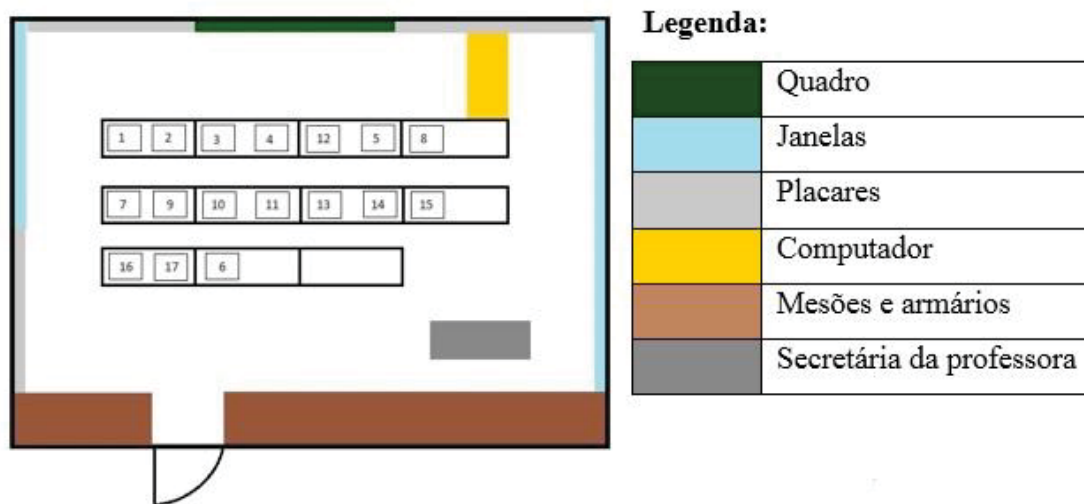 Legenda:
Quadro
Janelas
Placares
Computador
Mesões e armários
Secretária da professora
1 2 3 4 12 5 8
7 9 10 11 13 14 15
16 17 6